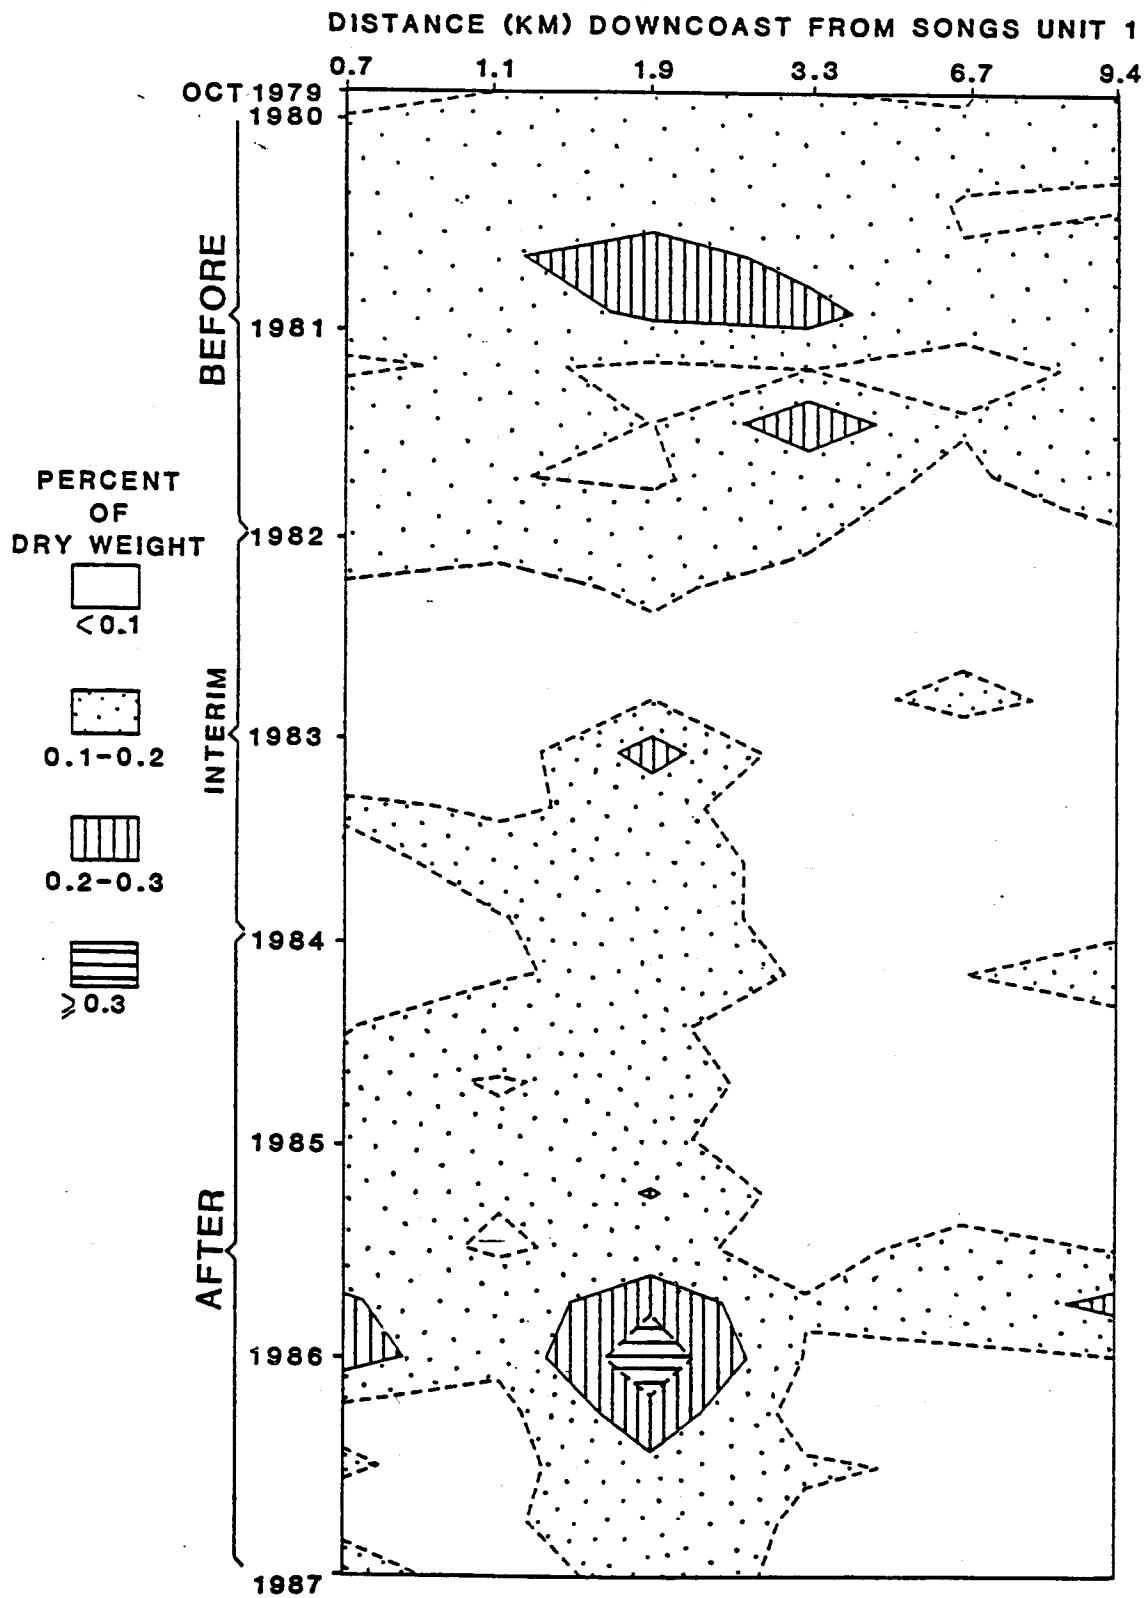 DISTANCE (KM) DOWNCOAST FROM SONGS UNIT 1
0.7 1.1 1.9 3.3 6.7 9.4
OCT 1979
1980
BEFORE
1981
PERCENT
OF
DRY WEIGHT
1982
<0.1
INTERIM
0.1-0.2
1983
0.2-0.3
1984
⩾0.3
1985
AFTER
1986
1987